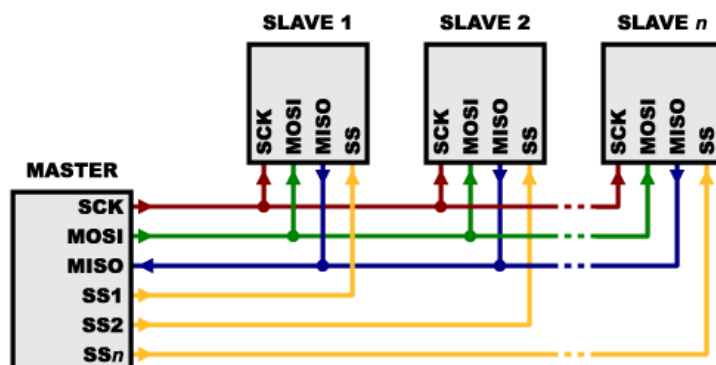 SLAVE 1
SLAVE 2
SLAVE n
SCK
MOSI
MISO
SS
SCK
MOSI
MISO
SS
SCK
MOSI
MISO
SS
MASTER
SCK
MOSI
MISO
SS1
SS2
SSn